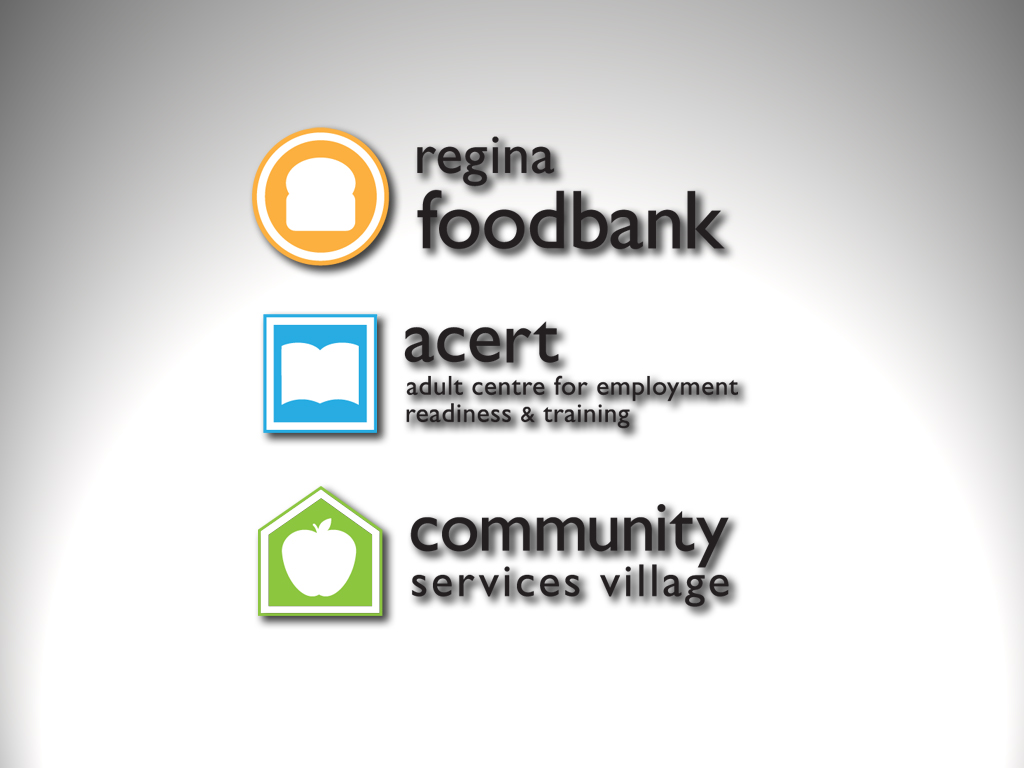 regina
foodbank
acert
adult centre for employment
readiness & training
community
services village